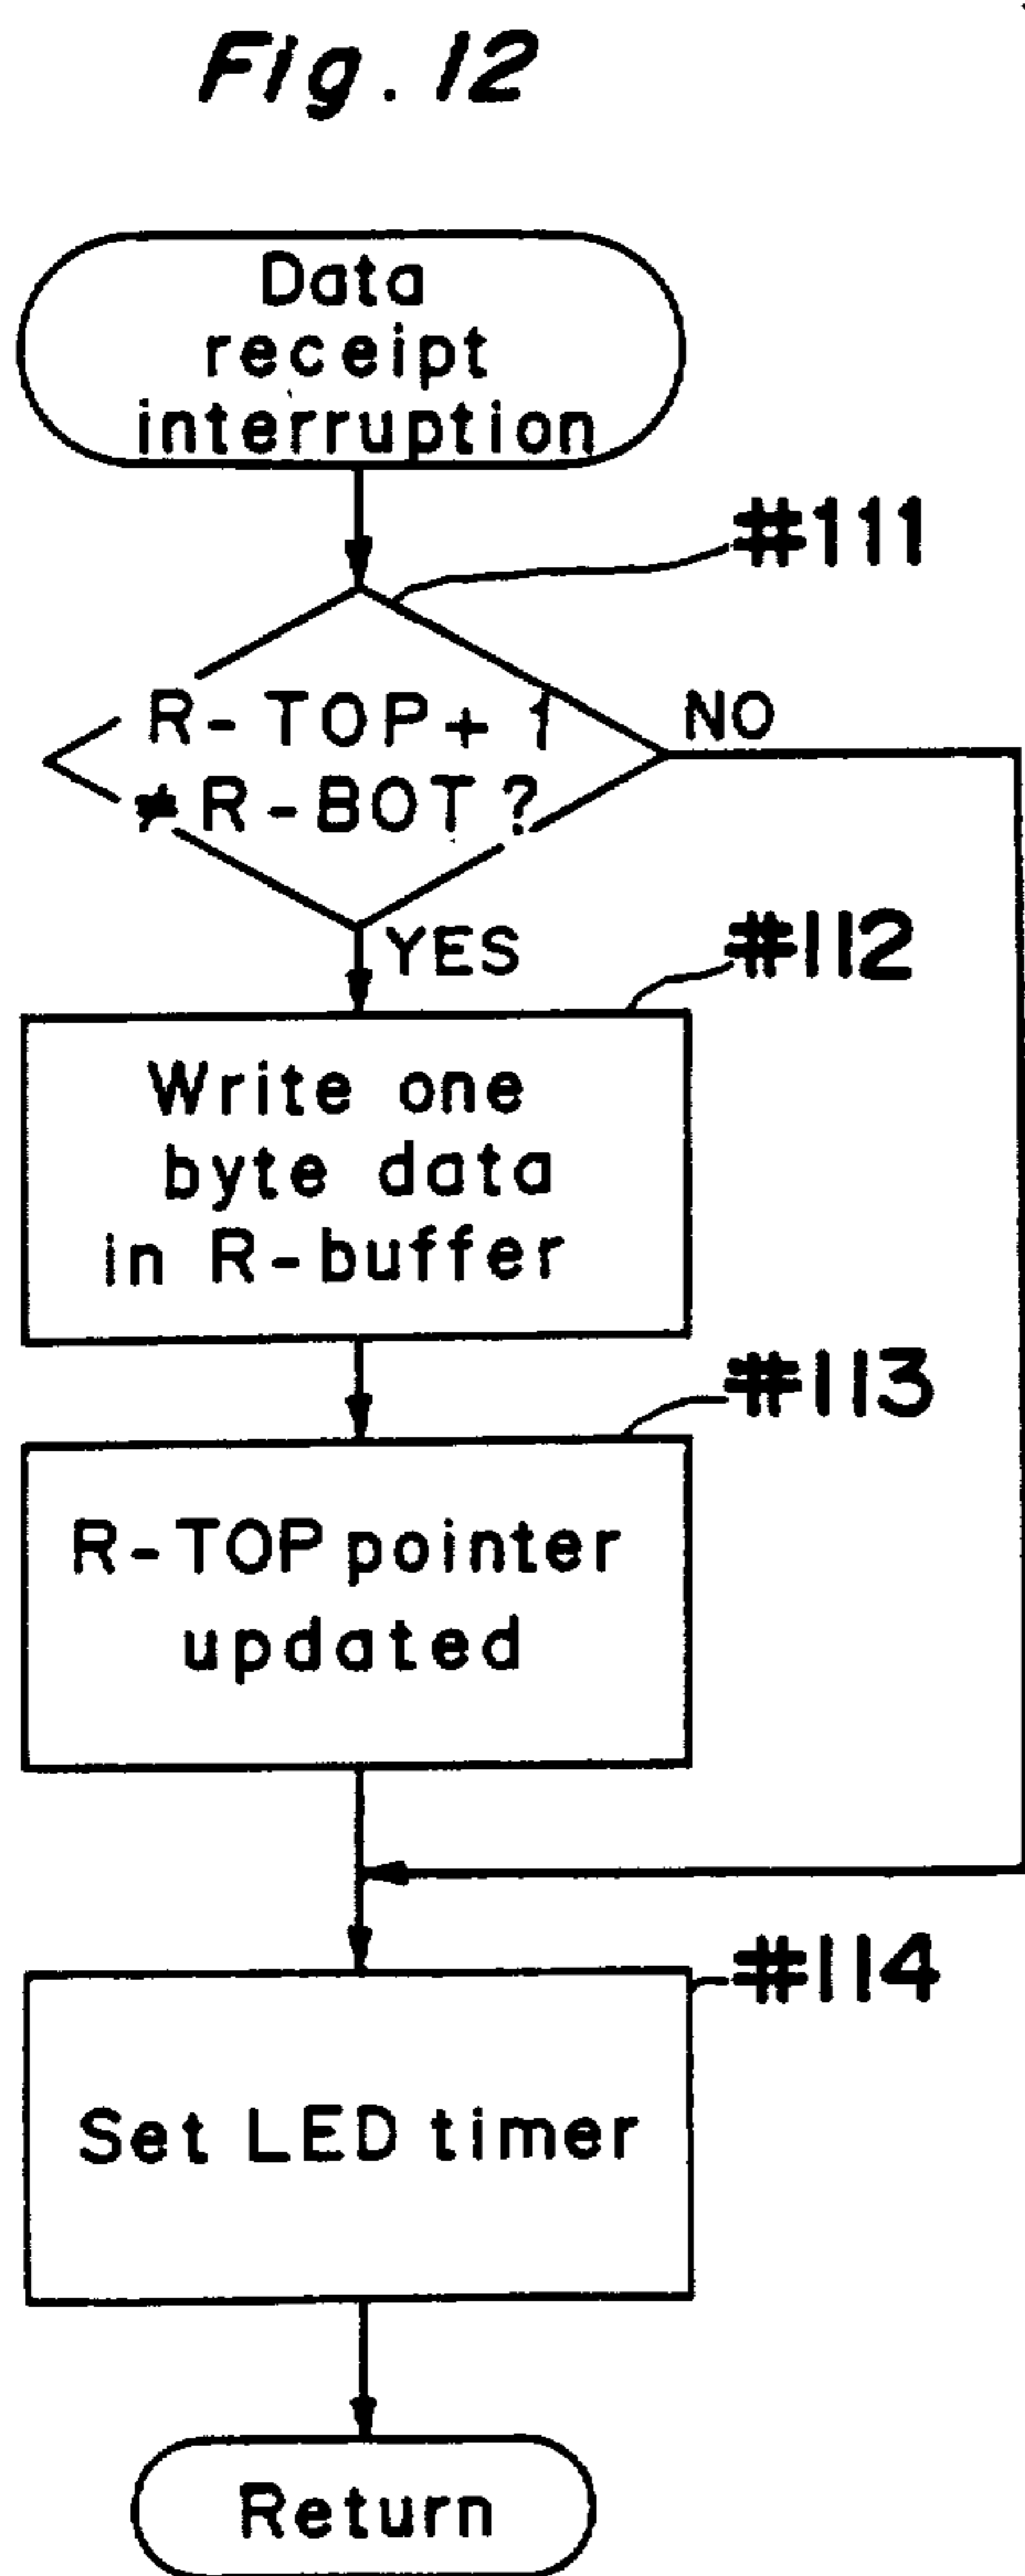 Fig. 12
Data
receipt
interruption
#111
R-TOP+1
≠R-BOT?
NO
YES
#112
Write one
byte data
in R-buffer
#113
R-TOP pointer
updated
#114
Set LED timer
Return